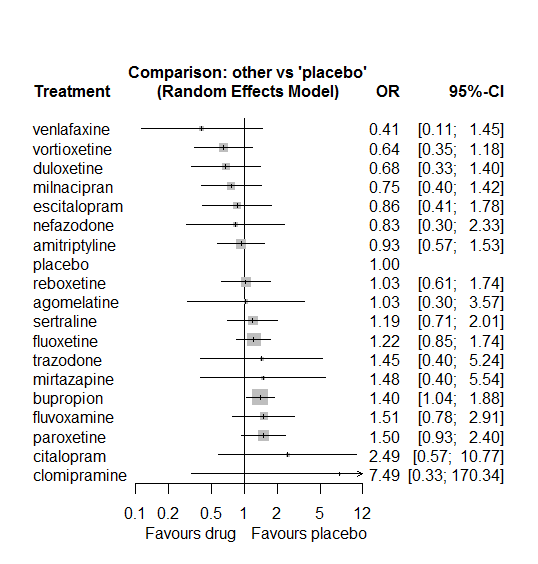 Comparison: other vs 'placebo'
Treatment (Random Effects Model) OR 95%-CI
venlafaxine 0.41 [0.11; 1.45]
vortioxetine 0.64 [0.35; 1.18]
duloxetine 0.68 [0.33; 1.40]
milnacipran 0.75 [0.40; 1.42]
escitalopram 0.86 [0.41; 1.78]
nefazodone 0.83 [0.30; 2.33]
amitriptyline 0.93 [0.57; 1.53]
placebo 1.00
reboxetine 1.03 [0.61; 1.74]
agomelatine 1.03 [0.30; 3.57]
sertraline 1.19 [0.71; 2.01]
fluoxetine 1.22 [0.85; 1.74]
trazodone 1.45 [0.40; 5.24]
mirtazapine 1.48 [0.40; 5.54]
bupropion 1.40 [1.04; 1.88]
fluvoxamine 1.51 [0.78; 2.91]
paroxetine 1.50 [0.93; 2.40]
citalopram 2.49 [0.57; 10.77]
clomipramine 7.49 [0.33; 170.34]
0.1 0.2 0.5 1 2 5 12
Favours drug Favours placebo